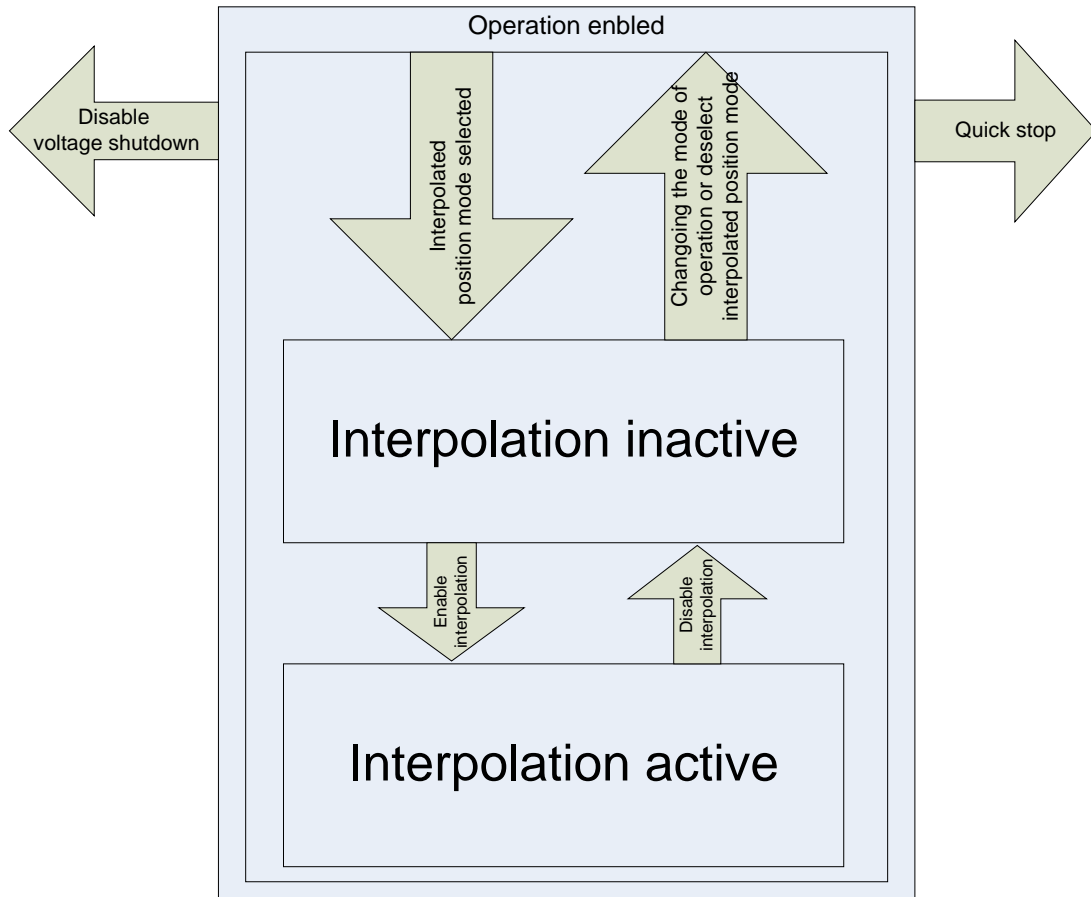 Operation enbled
Disable
voltage shutdown
Interpolated
position mode selected
Changoing the mode of
operation or deselect
interpolated position mode
Quick stop
Interpolation inactive
Enable
interpolation
Disable
interpolation
Interpolation active